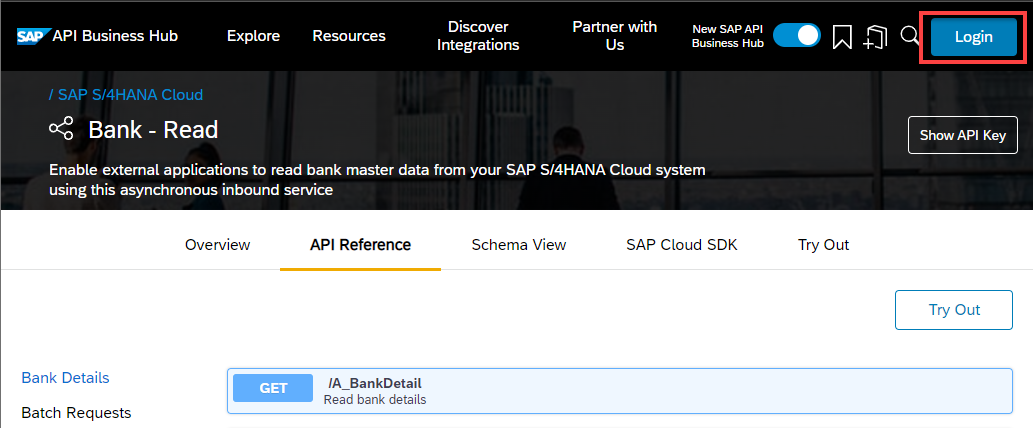 SAP API Business Hub
Explore
Resources
Discover
Integrations
Partner with
Us
New SAP API
Business Hub
Login
/ SAP S/4HANA Cloud
Bank - Read
Show API Key
Enable external applications to read bank master data from your SAP S/4HANA Cloud system
using this asynchronous inbound service
Overview
API Reference
Schema View
SAP Cloud SDK
Try Out
Try Out
Bank Details
Batch Requests
GET
/A_BankDetail
Read bank details